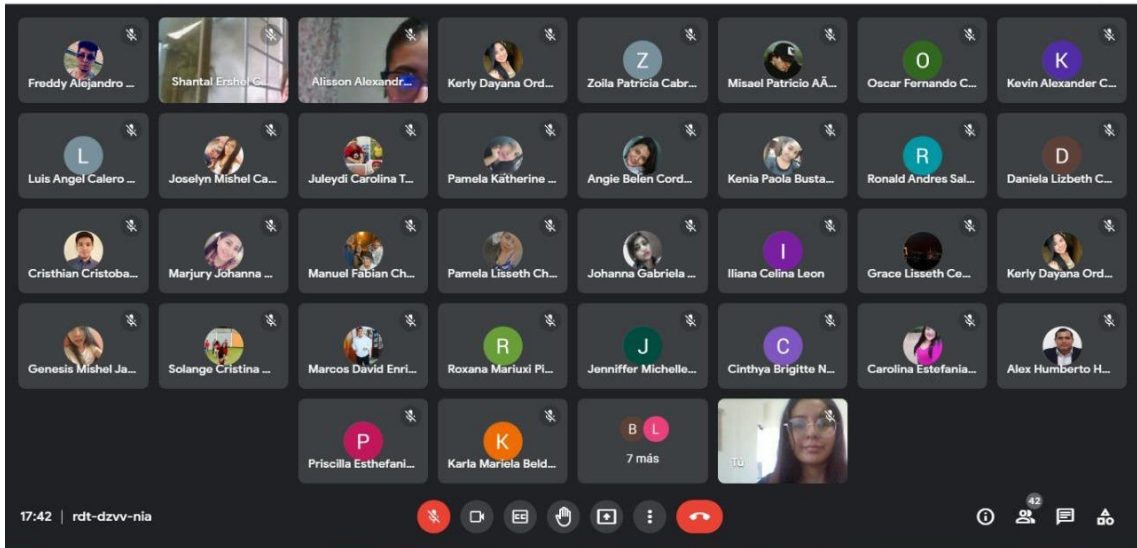 Freddy Alejandro ...
Shantal Ershel G...
Alisson Alexandr...
Kerly Dayana Ord...
Z
Zoila Patricia Cabr...
Misael Patricio AÃ...
O
Oscar Fernando C...
K
Kevin Alexander C...
L
Luis Angel Calero ...
Joselyn Mishel Ca...
Juleydi Carolina T...
Pamela Katherine ...
Angie Belen Cord...
Kenia Paola Busta...
R
Ronald Andres Sal...
D
Daniela Lizbeth C...
Cristhian Cristoba...
Marjury Johanna ...
Manuel Fabian Ch...
Pamela Lisseth Ch...
Johanna Gabriela ...
I
Iliana Celina Leon
Grace Lisseth Ce...
Kerly Dayana Ord...
Genesis Mishel Ja...
Solange Cristina ...
Marcos David Enri...
R
Roxana Mariuxi Pi...
J
Jenniffer Michelle...
C
Cinthya Brigitte N...
Carolina Estefania...
Alex Humberto H...
P
Priscilla Esthefani...
K
Karla Mariela Beld...
B L
7 más
Tú
17:42 | rdt-dzvv-nia
CC
42